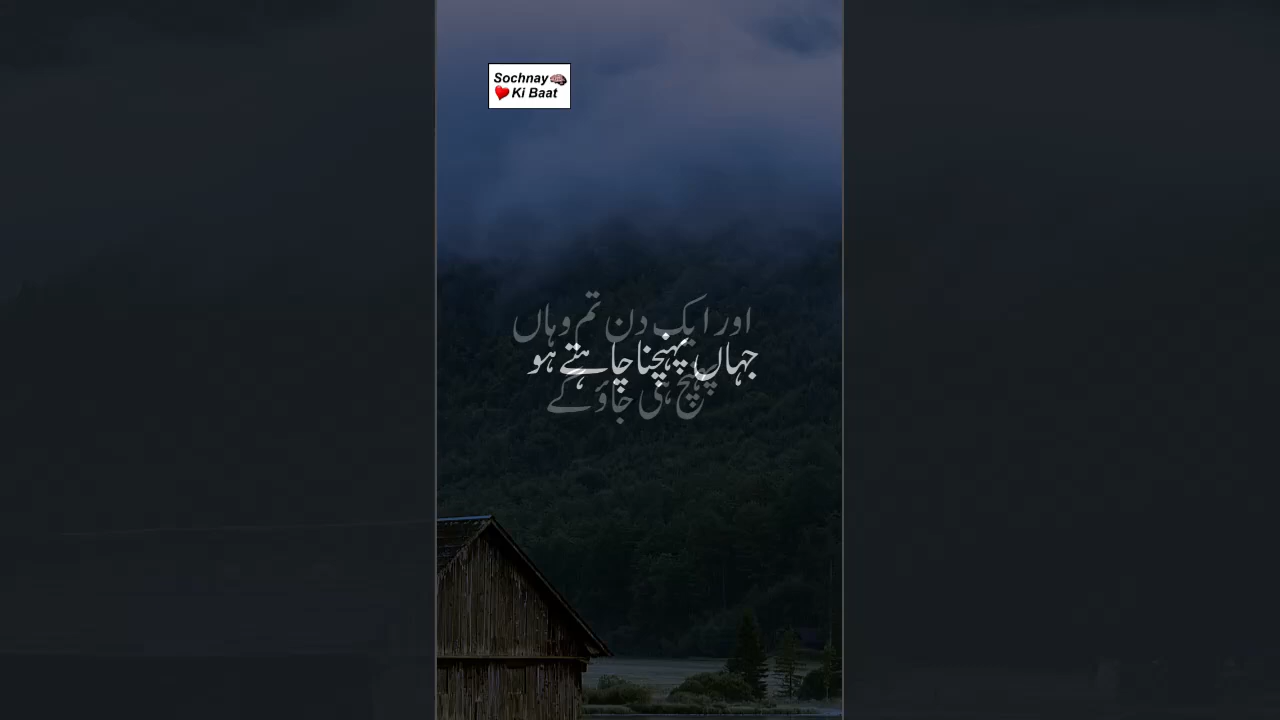 Sochnay
Ki Baat
اور ایک دن تم وہاں
جہاں پہنچنا چاہتے ہو
پہنچ ہی جاؤ گے